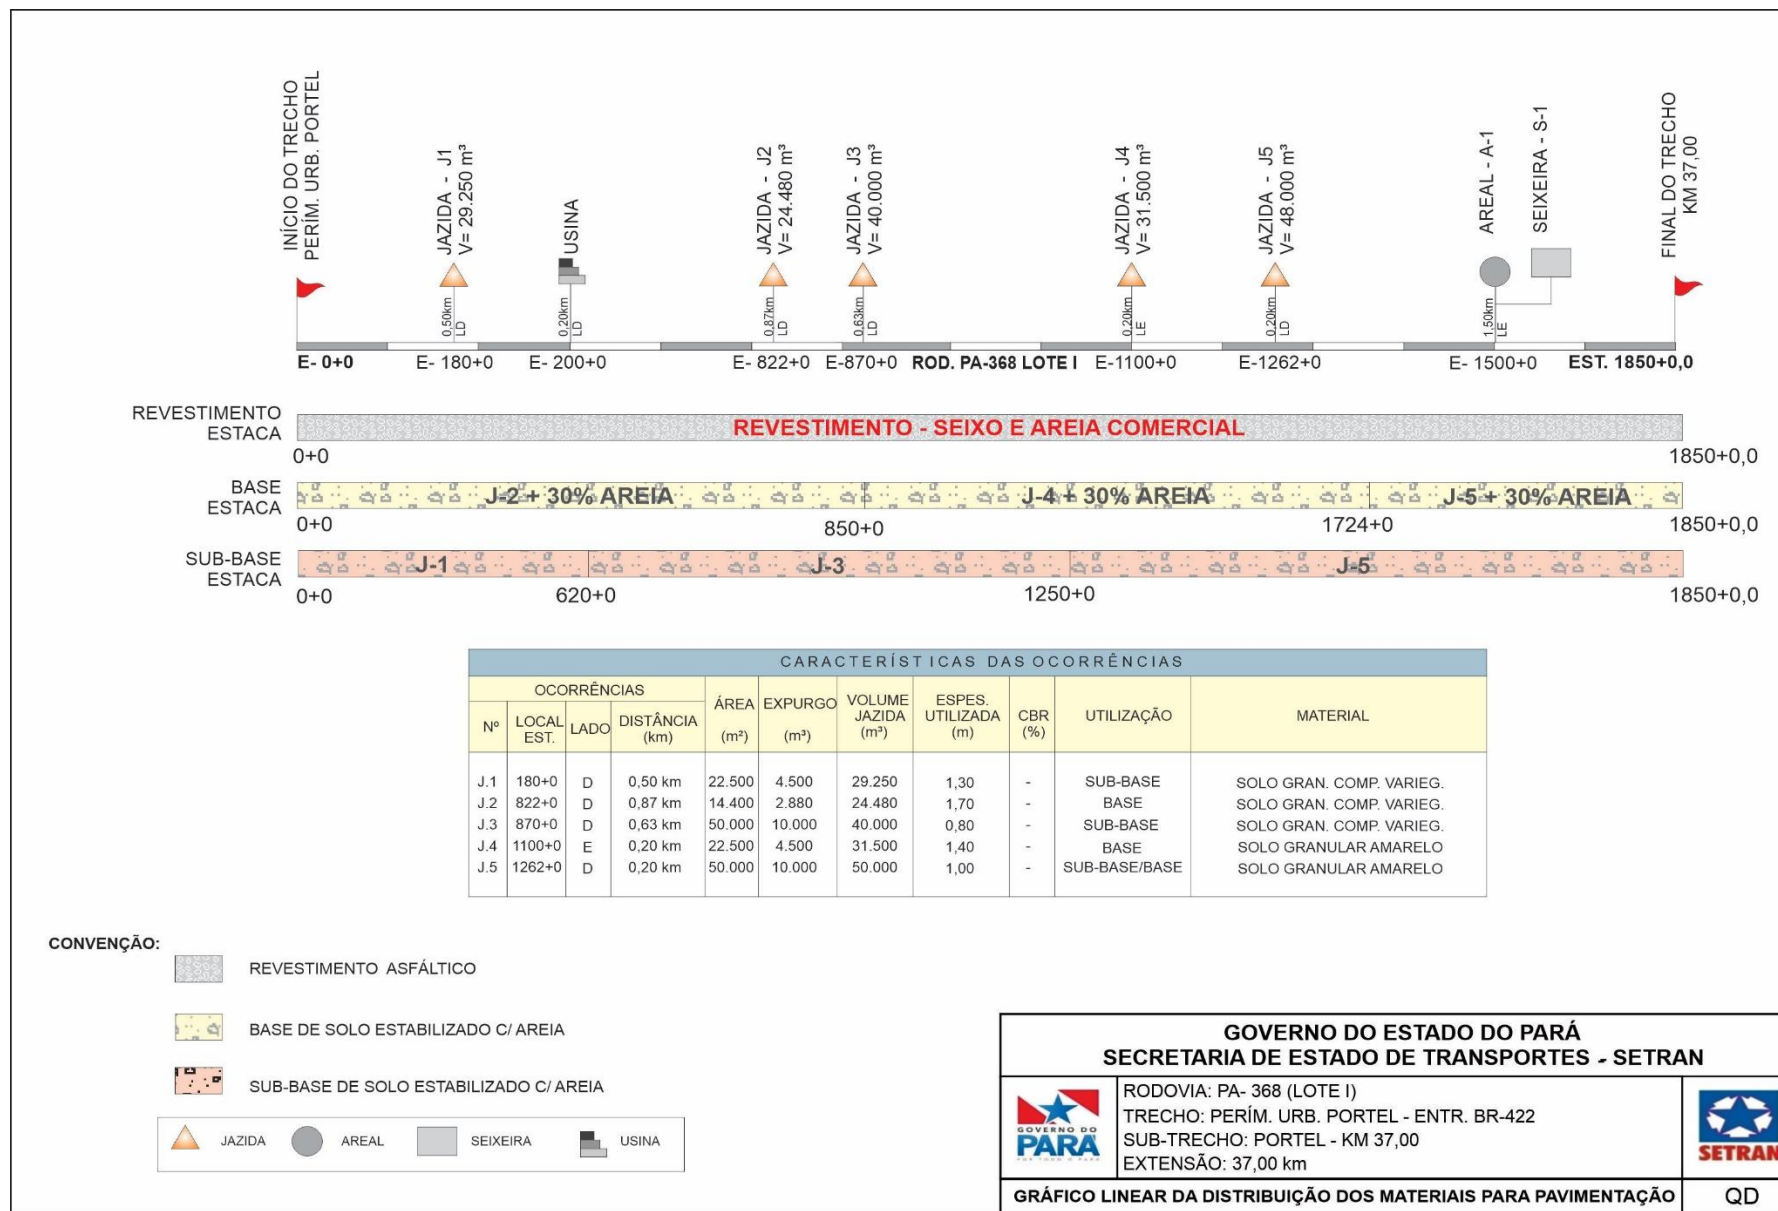 INÍCIO DO TRECHO
PERÍM. URB. PORTEL
JAZIDA - J1
V= 29.250 m³
USINA
JAZIDA - J2
V= 24.480 m³
JAZIDA - J3
V= 40.000 m³
JAZIDA - J4
V= 31.500 m³
JAZIDA - J5
V= 48.000 m³
AREAL - A-1
SEIXEIRA - S-1
FINAL DO TRECHO
KM 37,00
0,50km
LD
0,20km
LD
0,87km
LD
0,63km
LD
0,20km
LE
0,20km
LD
1,50km
LE
E- 0+0 E- 180+0 E- 200+0 E- 822+0 E-870+0 ROD. PA-368 LOTE I E-1100+0 E-1262+0 E- 1500+0 EST. 1850+0,0
REVESTIMENTO
ESTACA
REVESTIMENTO - SEIXO E AREIA COMERCIAL
0+0 1850+0,0
BASE
ESTACA
J-2 + 30% AREIA J-4 + 30% AREIA J-5 + 30% AREIA
0+0 850+0 1724+0 1850+0,0
SUB-BASE
ESTACA
J-1 J-3 J-5
0+0 620+0 1250+0 1850+0,0
CARACTERÍSTICAS DAS OCORRÊNCIAS
OCORRÊNCIAS
Nº
LOCAL
EST.
LADO
DISTÂNCIA
(km)
ÁREA
(m²)
EXPURGO
(m³)
VOLUME
JAZIDA
(m³)
ESPES.
UTILIZADA
(m)
CBR
(%)
UTILIZAÇÃO
MATERIAL
J.1 180+0 D 0,50 km 22.500 4.500 29.250 1,30 - SUB-BASE SOLO GRAN. COMP. VARIEG.
J.2 822+0 D 0,87 km 14.400 2.880 24.480 1,70 - BASE SOLO GRAN. COMP. VARIEG.
J.3 870+0 D 0,63 km 50.000 10.000 40.000 0,80 - SUB-BASE SOLO GRAN. COMP. VARIEG.
J.4 1100+0 E 0,20 km 22.500 4.500 31.500 1,40 - BASE SOLO GRANULAR AMARELO
J.5 1262+0 D 0,20 km 50.000 10.000 50.000 1,00 - SUB-BASE/BASE SOLO GRANULAR AMARELO
CONVENÇÃO:
REVESTIMENTO ASFÁLTICO
BASE DE SOLO ESTABILIZADO C/ AREIA
SUB-BASE DE SOLO ESTABILIZADO C/ AREIA
JAZIDA AREAL SEIXEIRA USINA
GOVERNO DO ESTADO DO PARÁ
SECRETARIA DE ESTADO DE TRANSPORTES - SETRAN
GOVERNO DO
PARÁ
POR TODO O PARÁ
RODOVIA: PA- 368 (LOTE I)
TRECHO: PERÍM. URB. PORTEL - ENTR. BR-422
SUB-TRECHO: PORTEL - KM 37,00
EXTENSÃO: 37,00 km
SETRAN
GRÁFICO LINEAR DA DISTRIBUIÇÃO DOS MATERIAIS PARA PAVIMENTAÇÃO QD